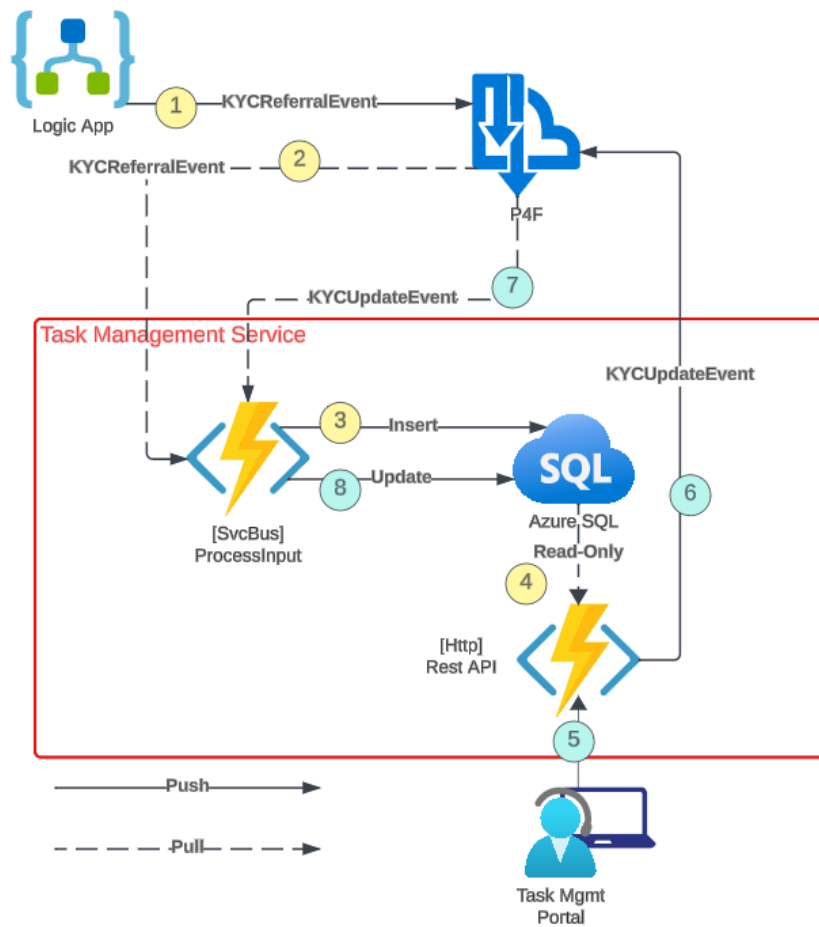 Logic App
1
KYCReferralEvent
KYCReferralEvent
2
P4F
7
KYCUpdateEvent
Task Management Service
KYCUpdateEvent
3
Insert
SQL
8
Update
6
Azure SQL
[SvcBus]
ProcessInput
Read-Only
4
[Http]
Rest API
5
Push
Pull
Task Mgmt
Portal